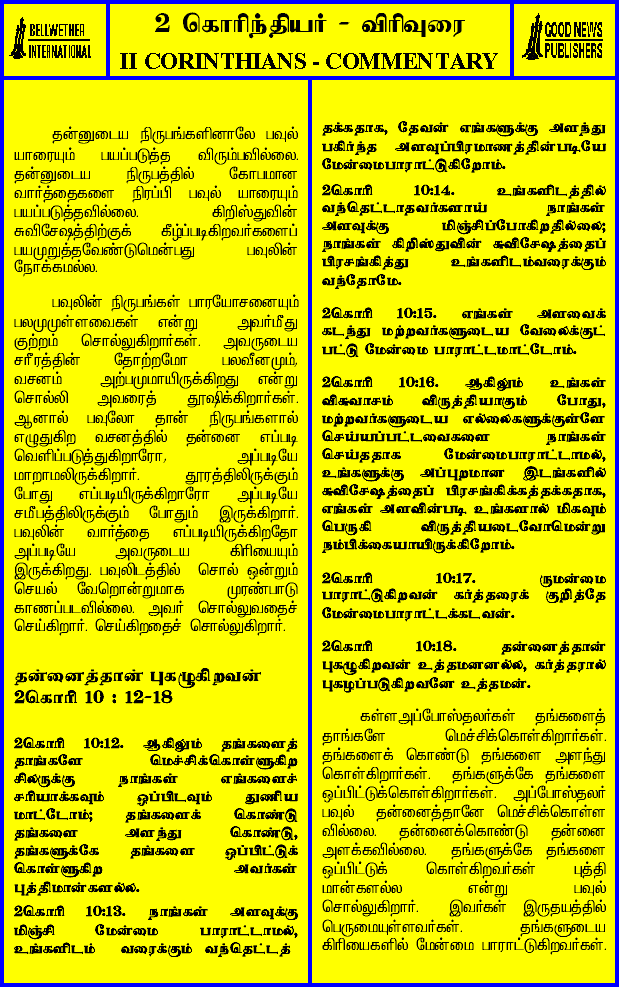 BELLWETHER
INTERNATIONAL
2 கொரிந்தியர் - விரிவுரை
II CORINTHIANS - COMMENTARY
GOOD NEWS
PUBLISHERS
தன்னுடைய நிருபங்களினாலே பவுல்
யாரையும் பயப்படுத்த விரும்பவில்லை.
தன்னுடைய நிருபத்தில் கோபமான
வார்த்தைகளை நிரப்பி பவுல் யாரையும்
பயப்படுத்தவில்லை. கிறிஸ்துவின்
சுவிசேஷத்திற்குக் கீழ்ப்படிகிறவர்களைப்
பயமுறுத்தவேண்டுமென்பது பவுலின்
நோக்கமல்ல.
பவுலின் நிருபங்கள் பாரயோசனையும்
பலமுமுள்ளவைகள் என்று அவர்மீது
குற்றம் சொல்லுகிறார்கள். அவருடைய
சரீரத்தின் தோற்றமோ பலவீனமும்,
வசனம் அற்பமுமாயிருக்கிறது என்று
சொல்லி அவரைத் தூஷிக்கிறார்கள்.
ஆனால் பவுலோ தான் நிருபங்களால்
எழுதுகிற வசனத்தில் தன்னை எப்படி
வெளிப்படுத்துகிறாரோ, அப்படியே
மாறாமலிருக்கிறார். தூரத்திலிருக்கும்
போது எப்படியிருக்கிறாரோ அப்படியே
சமீபத்திலிருக்கும் போதும் இருக்கிறார்.
பவுலின் வார்த்தை எப்படியிருக்கிறதோ
அப்படியே அவருடைய கிரியையும்
இருக்கிறது. பவுலிடத்தில் சொல் ஒன்றும்
செயல் வேறொன்றுமாக முரண்பாடு
காணப்படவில்லை. அவர் சொல்லுவதைச்
செய்கிறார். செய்கிறதைச் சொல்லுகிறார்.
தன்னைத்தான் புகழுகிறவன்
2கொரி 10 : 12-18
2கொரி 10:12. ஆகிலும் தங்களைத்
தாங்களே மெச்சிக்கொள்ளுகிற
சிலருக்கு நாங்கள் எங்களைச்
சரியாக்கவும் ஒப்பிடவும் துணிய
மாட்டோம்; தங்களைக் கொண்டு
தங்களை அளந்து கொண்டு,
தங்களுக்கே தங்களை ஒப்பிட்டுக்
கொள்ளுகிற அவர்கள்
புத்திமான்களல்ல.
2கொரி 10:13. நாங்கள் அளவுக்கு
மிஞ்சி மேன்மை பாராட்டாமல்,
உங்களிடம் வரைக்கும் வந்தெட்டத்
தக்கதாக, தேவன் எங்களுக்கு அளந்து
பகிர்ந்த அளவுப்பிரமாணத்தின்படியே
மேன்மைபாராட்டுகிறோம்.
2கொரி 10:14. உங்களிடத்தில்
வந்தெட்டாதவர்களாய் நாங்கள்
அளவுக்கு மிஞ்சிப்போகிறதில்லை;
நாங்கள் கிறிஸ்துவின் சுவிசேஷத்தைப்
பிரசங்கித்து உங்களிடம்வரைக்கும்
வந்தோமே.
2கொரி 10:15. எங்கள் அளவைக்
கடந்து மற்றவர்களுடைய வேலைக்குட்
பட்டு மேன்மை பாராட்டமாட்டோம்.
2கொரி 10:16. ஆகிலும் உங்கள்
விசுவாசம் விருத்தியாகும் போது,
மற்றவர்களுடைய எல்லைகளுக்குள்ளே
செய்யப்பட்டவைகளை நாங்கள்
செய்ததாக மேன்மைபாராட்டாமல்,
உங்களுக்கு அப்புறமான இடங்களில்
சுவிசேஷத்தைப் பிரசங்கிக்கத்தக்கதாக,
எங்கள் அளவின்படி உங்களால் மிகவும்
பெருகி விருத்தியடைவோமென்று
நம்பிக்கையாயிருக்கிறோம்.
2கொரி 10:17. ருமன்மை
பாராட்டுகிறவன் கர்த்தரைக் குறித்தே
மேன்மைபாராட்டக்கடவன்.
2கொரி 10:18. தன்னைத்தான்
புகழுகிறவன் உத்தமனல்ல, கர்த்தரால்
புகழப்படுகிறவனே உத்தமன்.
கள்ளஅப்போஸ்தலர்கள் தங்களைத்
தாங்களே மெச்சிக்கொள்கிறார்கள்.
தங்களைக் கொண்டு தங்களை அளந்து
கொள்கிறார்கள். தங்களுக்கே தங்களை
ஒப்பிட்டுக்கொள்கிறார்கள். அப்போஸ்தலர்
பவுல் தன்னைத்தானே மெச்சிக்கொள்ள
வில்லை. தன்னைக்கொண்டு தன்னை
அளக்கவில்லை. தங்களுக்கே தங்களை
ஒப்பிட்டுக் கொள்கிறவர்கள் புத்தி
மான்களல்ல என்று பவுல்
சொல்லுகிறார். இவர்கள் இருதயத்தில்
பெருமையுள்ளவர்கள். தங்களுடைய
கிரியைகளில் மேன்மை பாராட்டுகிறவர்கள்.